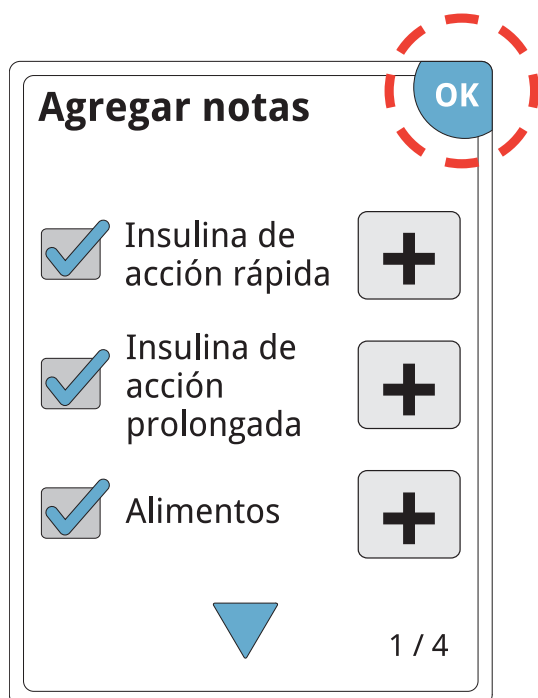 OK
Agregar notas
Insulina de
acción rápida
+
Insulina de
acción
prolongada
+
Alimentos
+
1 / 4